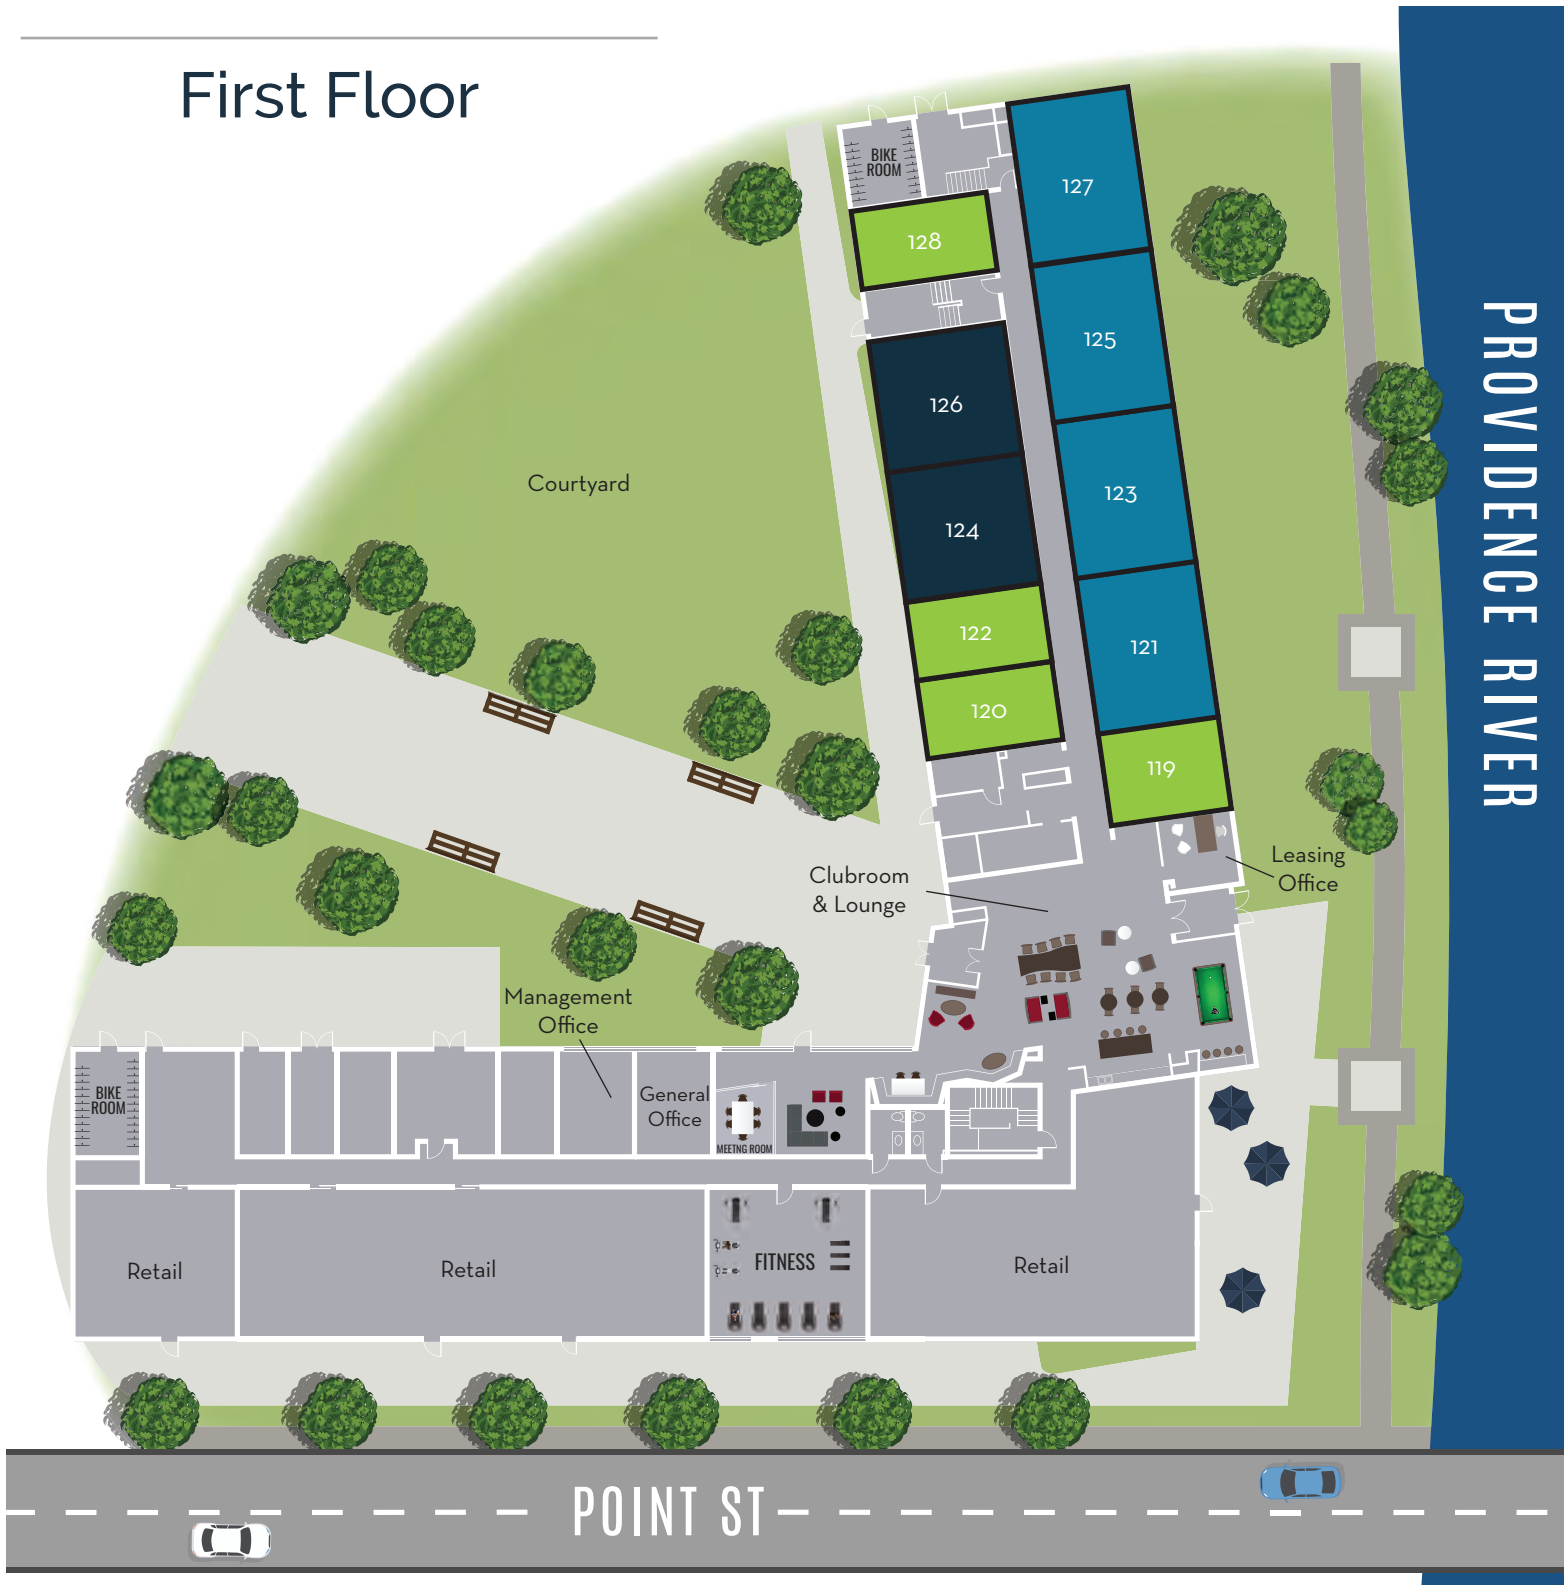 First Floor
BIKE
ROOM
127
128
125
126
123
124
122
121
120
119
Courtyard
PROVIDENCE RIVER
Clubroom
& Lounge
Leasing
Office
Management
Office
General
Office
BIKE
ROOM
MEETNG ROOM
Retail
Retail
FITNESS
Retail
POINT ST